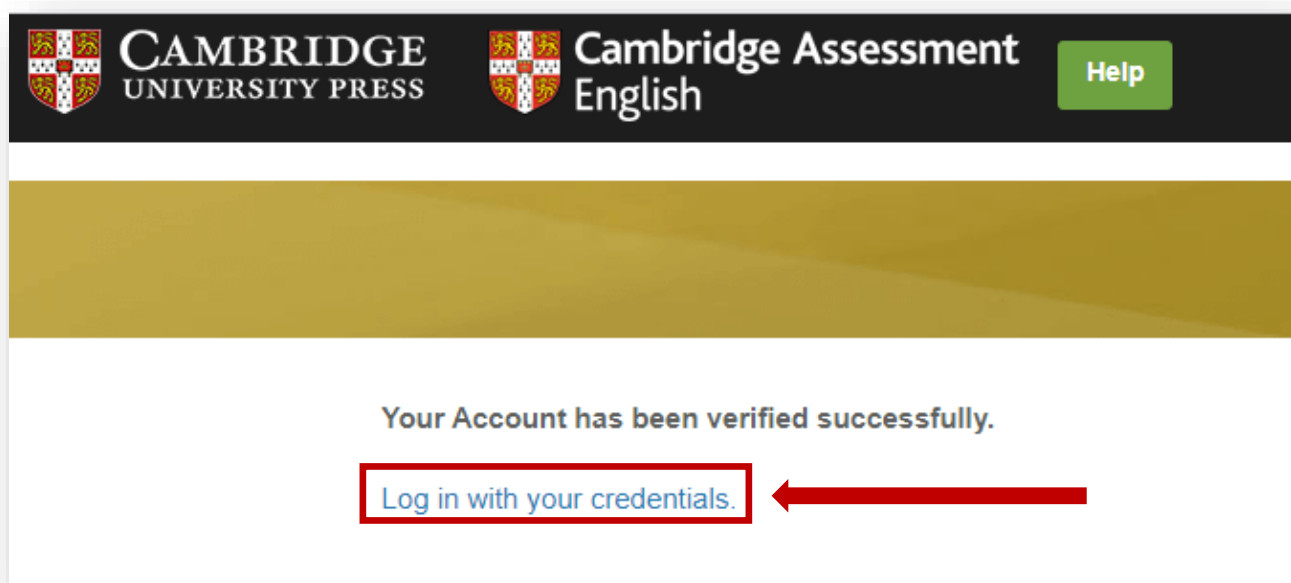 CAMBRIDGE
UNIVERSITY PRESS
Cambridge Assessment
English
Help
Your Account has been verified successfully.
Log in with your credentials.